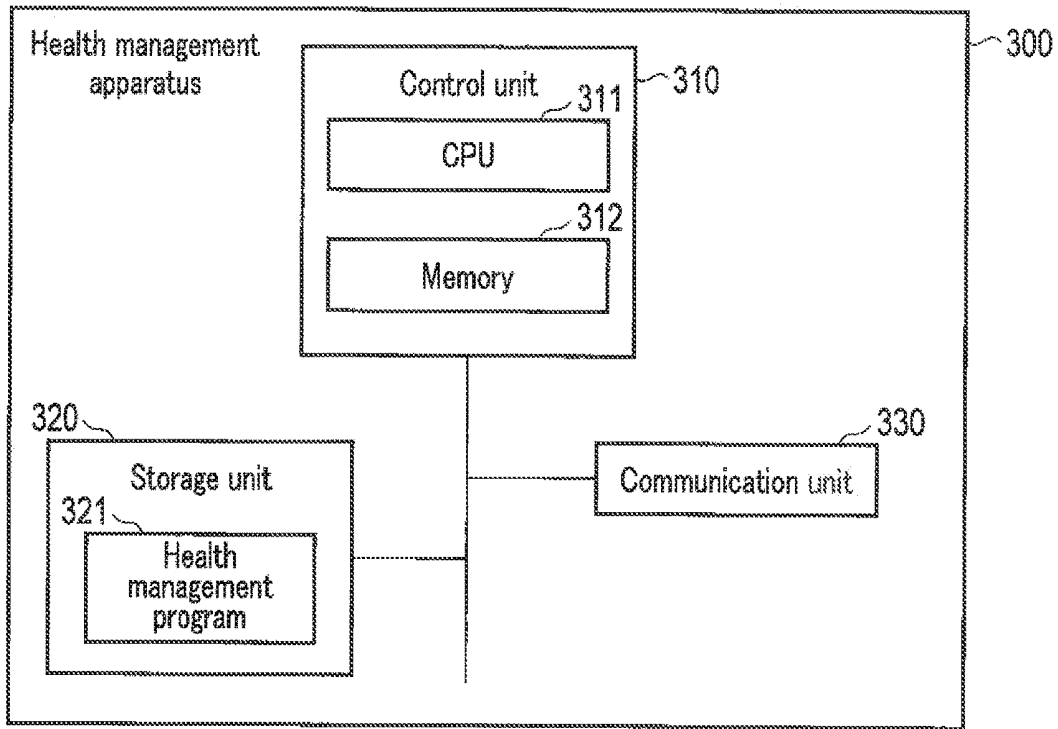 Health management
apparatus
300
Control unit
310
311
CPU
312
Memory
320
Storage unit
321
Health
management
program
330
Communication unit